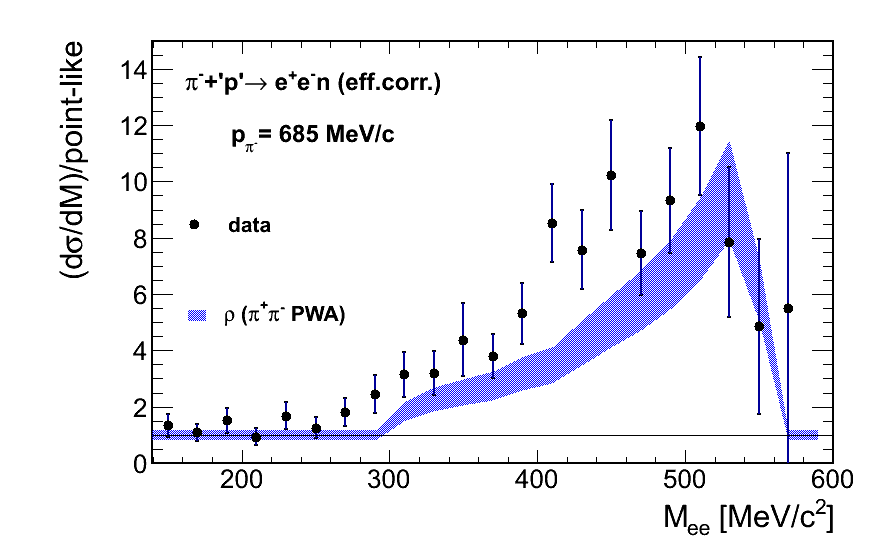 (dσ/dM)/point-like
14
12
10
8
6
4
2
0
π⁻+'p'→ e⁺e⁻n (eff.corr.)
p_π⁻ = 685 MeV/c
data
ρ (π⁺π⁻ PWA)
200 300 400 500 600
M_ee [MeV/c²]